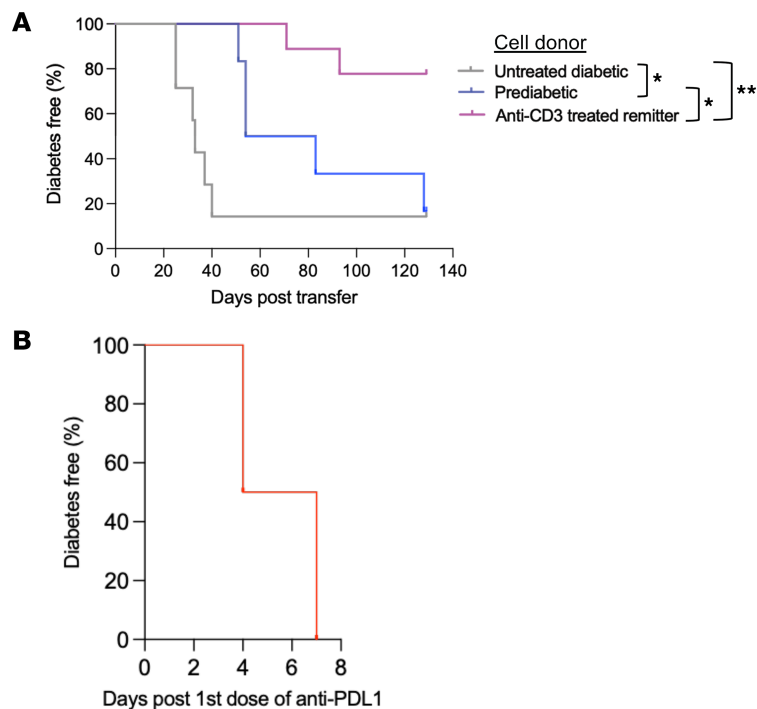 A
Diabetes free (%)
100
80
60
40
20
0
0 20 40 60 80 100 120 140
Days post transfer
Cell donor
Untreated diabetic
Prediabetic
Anti-CD3 treated remitter
*
*
**
B
Diabetes free (%)
100
80
60
40
20
0
0 2 4 6 8
Days post 1st dose of anti-PDL1